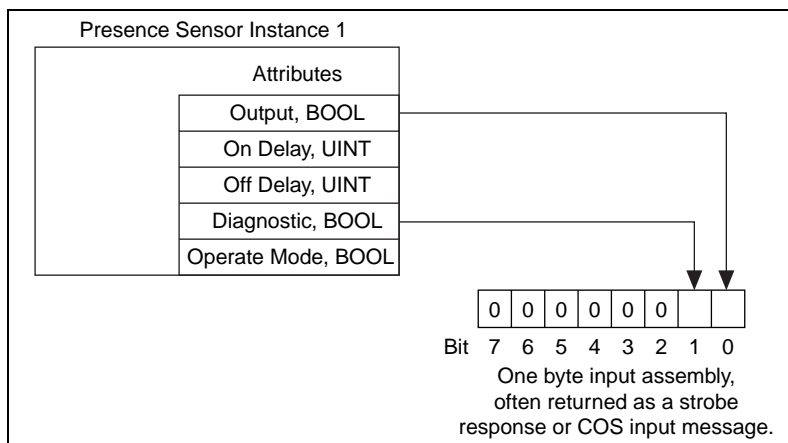 Presence Sensor Instance 1
Attributes
Output, BOOL
On Delay, UINT
Off Delay, UINT
Diagnostic, BOOL
Operate Mode, BOOL
0 0 0 0 0 0
Bit 7 6 5 4 3 2 1 0
One byte input assembly,
often returned as a strobe
response or COS input message.